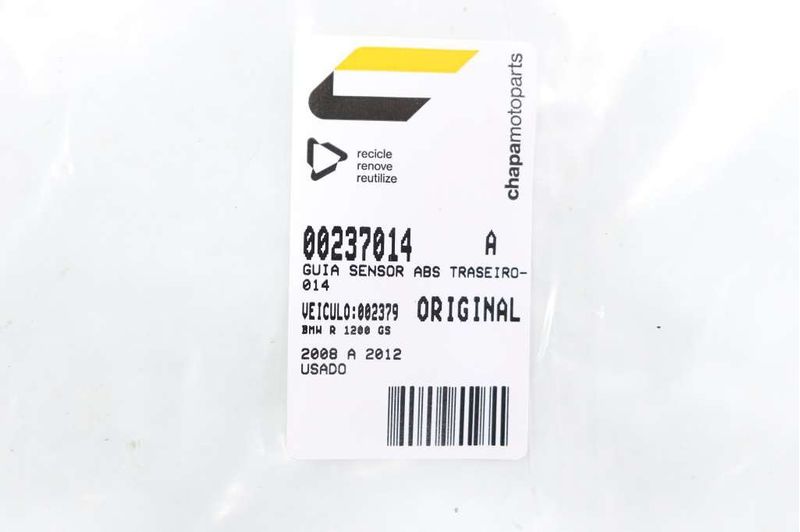 chapamotoparts
recicle
renove
reutilize
00237014 A
GUIA SENSOR ABS TRASEIRO-
014
VEICULO:002379 ORIGINAL
BMW R 1200 GS
2008 A 2012
USADO